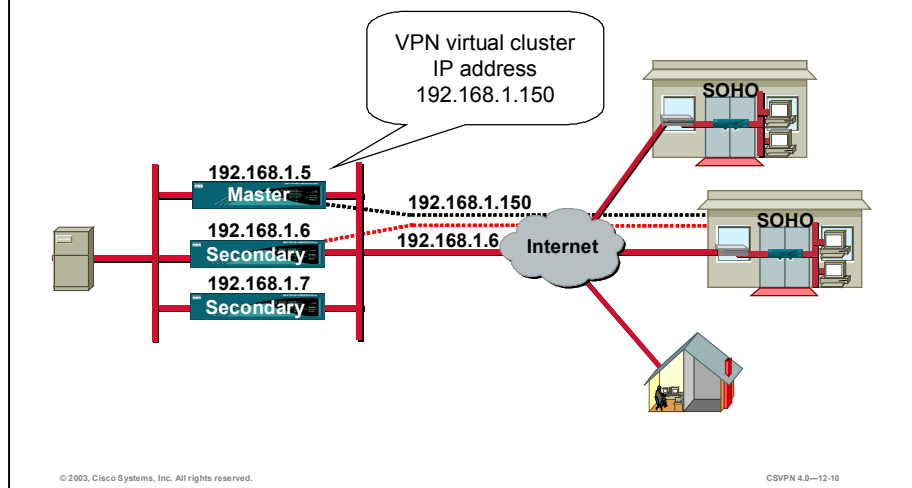 VPN virtual cluster
IP address
192.168.1.150
SOHO
192.168.1.5
Master
192.168.1.150
192.168.1.6
Secondary
192.168.1.6
Internet
SOHO
192.168.1.7
Secondary
© 2003, Cisco Systems, Inc. All rights reserved.
CSVPN 4.0—12-10